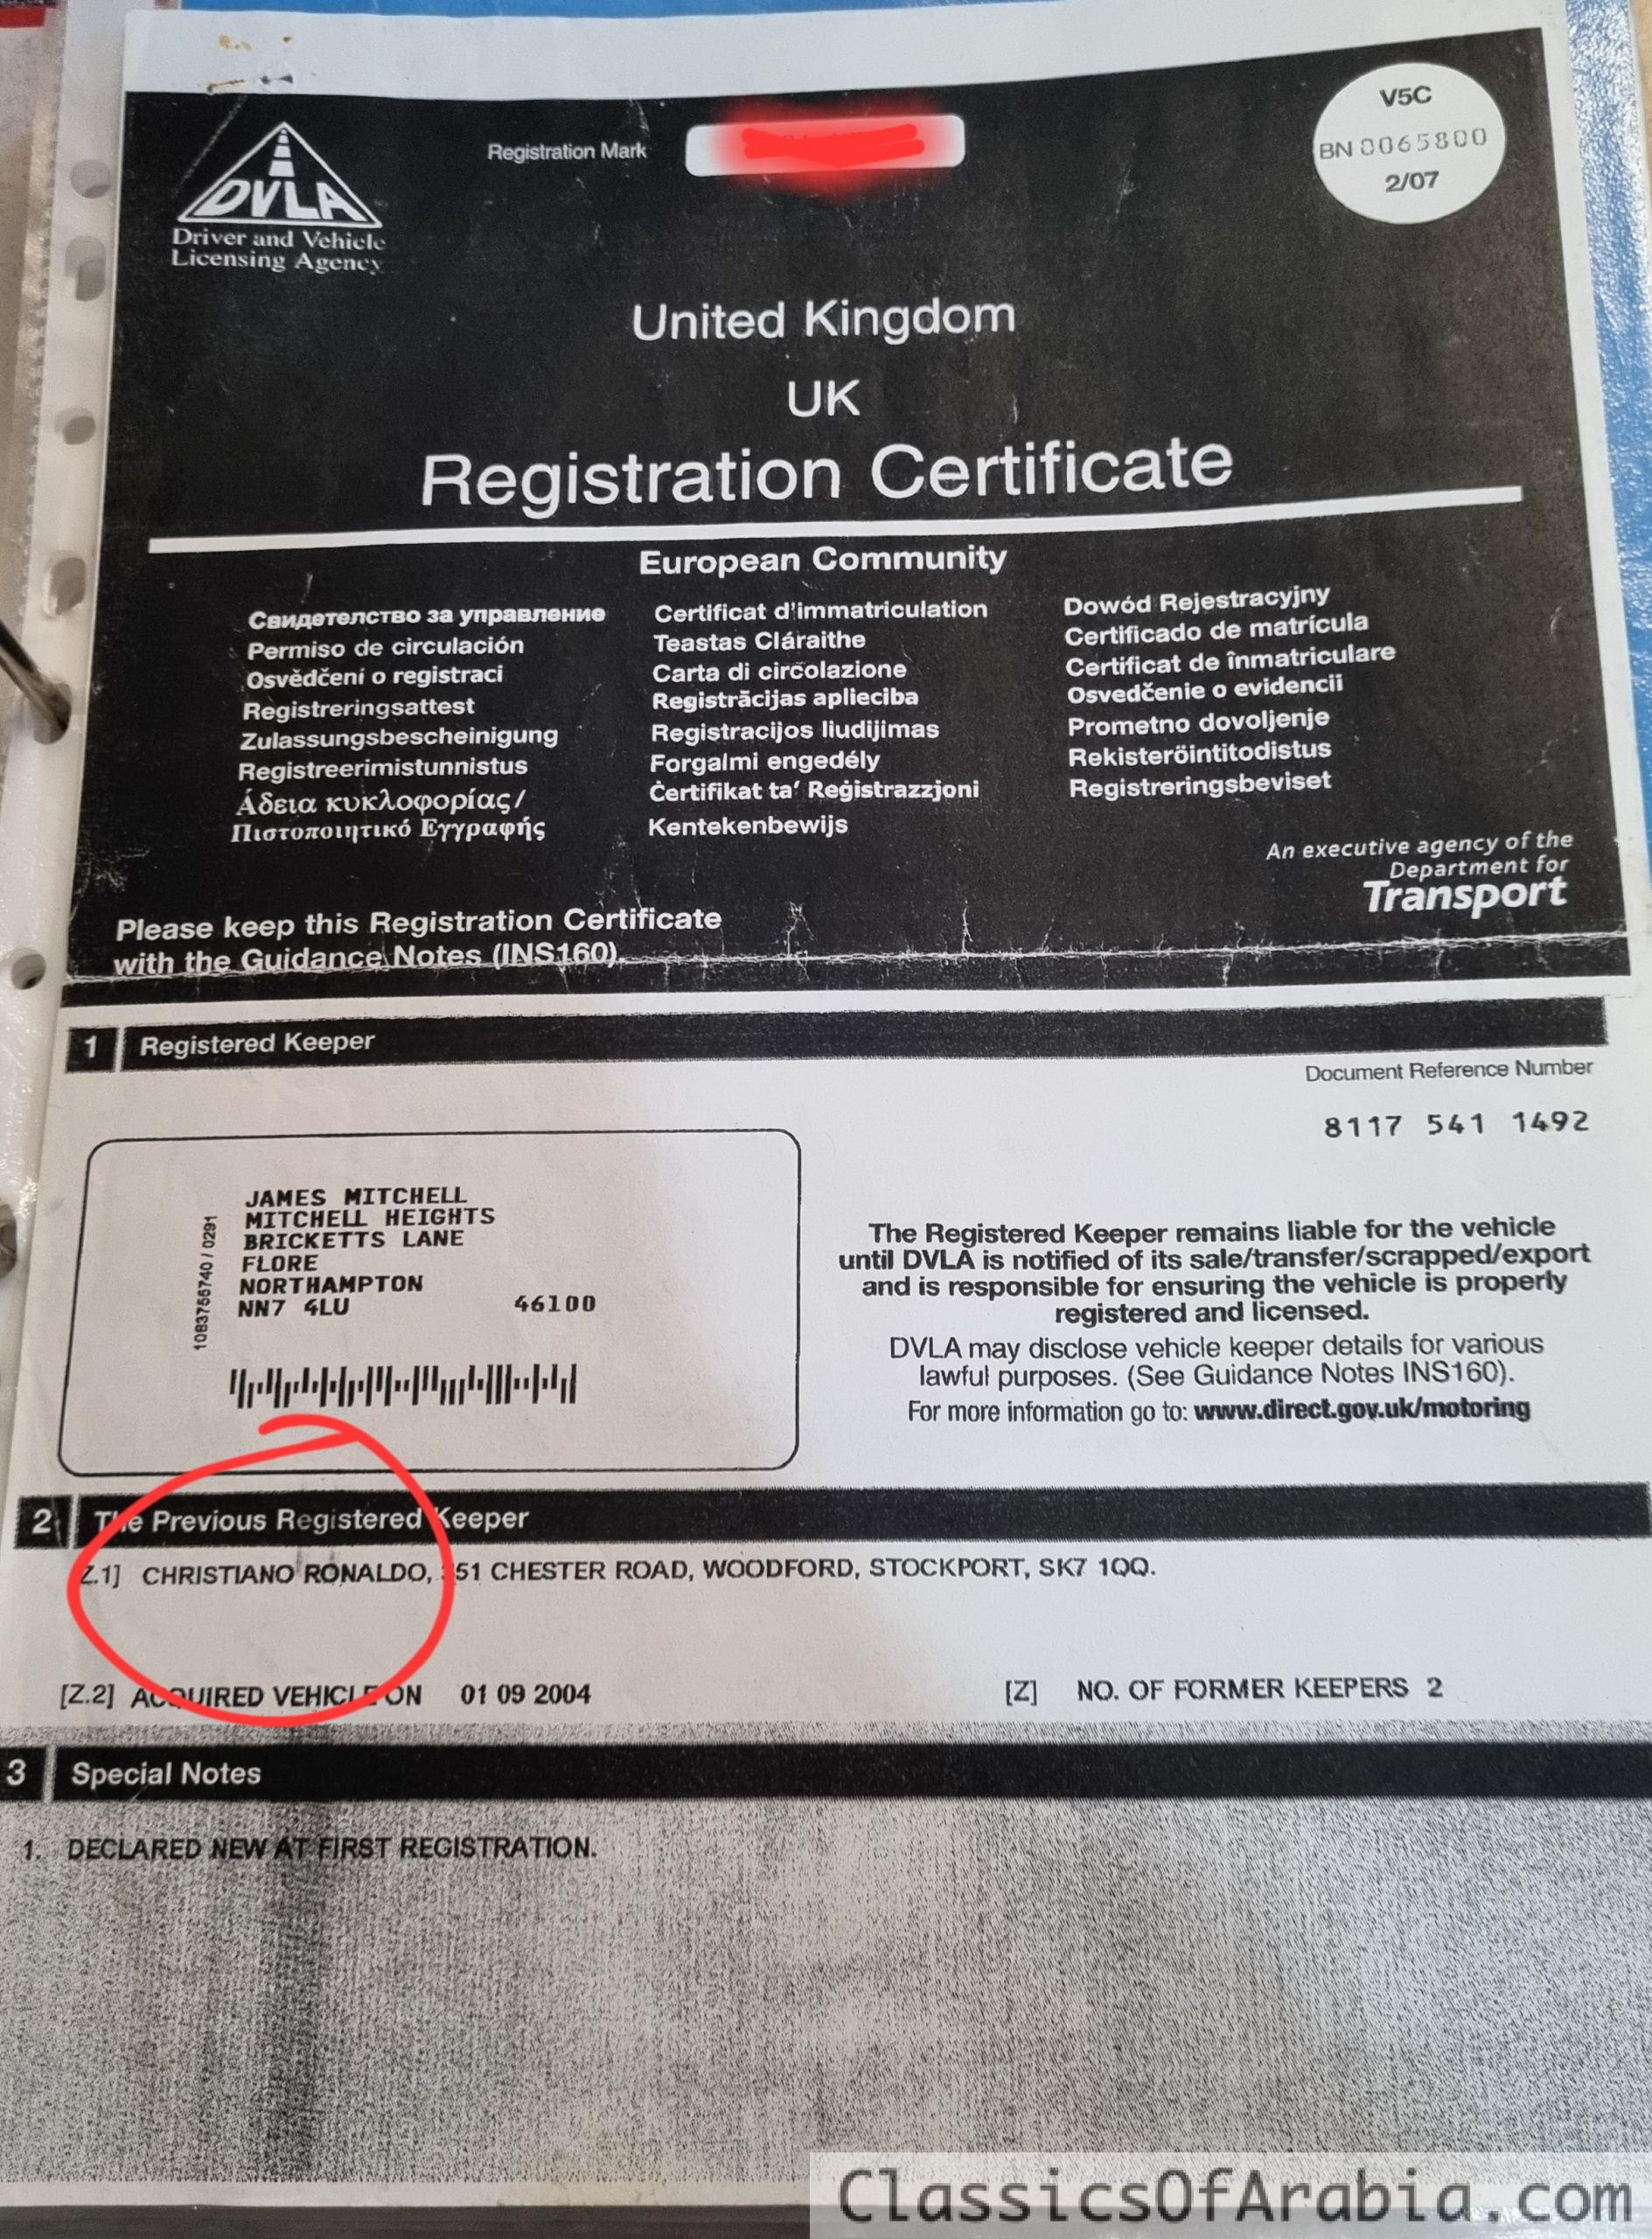 DVLA
Driver and Vehicle
Licensing Agency
Registration Mark
V5C
BN 0065800
2/07
United Kingdom
UK
Registration Certificate
European Community
Свидетелство за управление
Permiso de circulación
Osvědčení o registraci
Registreringsattest
Zulassungsbescheinigung
Registreerimistunnistus
Άδεια κυκλοφορίας/
Πιστοποιητικό Εγγραφής
Certificat d'immatriculation
Teastas Cláraithe
Carta di circolazione
Registrācijas apliecība
Registracijos liudijimas
Forgalmi engedély
Ċertifikat ta' Reġistrazzjoni
Kentekenbewijs
Dowód Rejestracyjny
Certificado de matrícula
Certificat de înmatriculare
Osvedčenie o evidencii
Prometno dovoljenje
Rekisteröintitodistus
Registreringsbeviset
An executive agency of the
Department for
Transport
Please keep this Registration Certificate
with the Guidance Notes (INS160).
1 Registered Keeper
Document Reference Number
8117 541 1492
1083755740 / 0291
JAMES MITCHELL
MITCHELL HEIGHTS
BRICKETTS LANE
FLORE
NORTHAMPTON
NN7 4LU 46100
The Registered Keeper remains liable for the vehicle
until DVLA is notified of its sale/transfer/scrapped/export
and is responsible for ensuring the vehicle is properly
registered and licensed.
DVLA may disclose vehicle keeper details for various
lawful purposes. (See Guidance Notes INS160).
For more information go to: www.direct.gov.uk/motoring
2 The Previous Registered Keeper
Z.1] CHRISTIANO RONALDO, 51 CHESTER ROAD, WOODFORD, STOCKPORT, SK7 1QQ.
[Z.2] ACQUIRED VEHICLE ON 01 09 2004
[Z] NO. OF FORMER KEEPERS 2
3 Special Notes
1. DECLARED NEW AT FIRST REGISTRATION.
ClassicsOfArabia.com